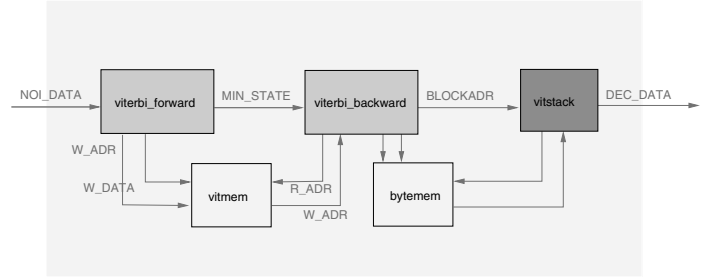 NOI_DATA
viterbi_forward
MIN_STATE
viterbi_backward
BLOCKADR
vitstack
DEC_DATA
W_ADR
W_DATA
vitmem
R_ADR
W_ADR
bytemem